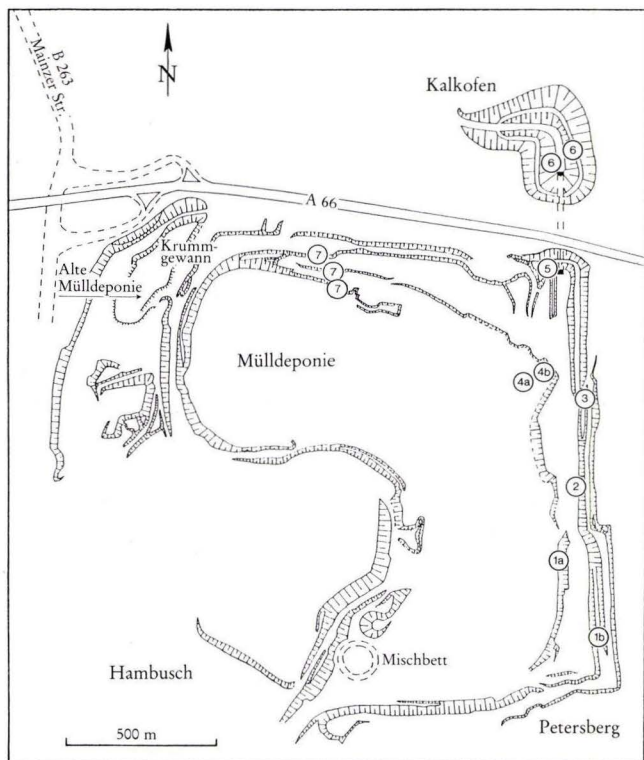 B 263
Mainzer Str.
N
Kalkofen
6
6
A 66
Krumm-
gewann
Alte
Mülldeponie
7
7
7
5
Mülldeponie
4a
4b
3
2
1a
1b
Mischbett
Hambusch
Petersberg
500 m